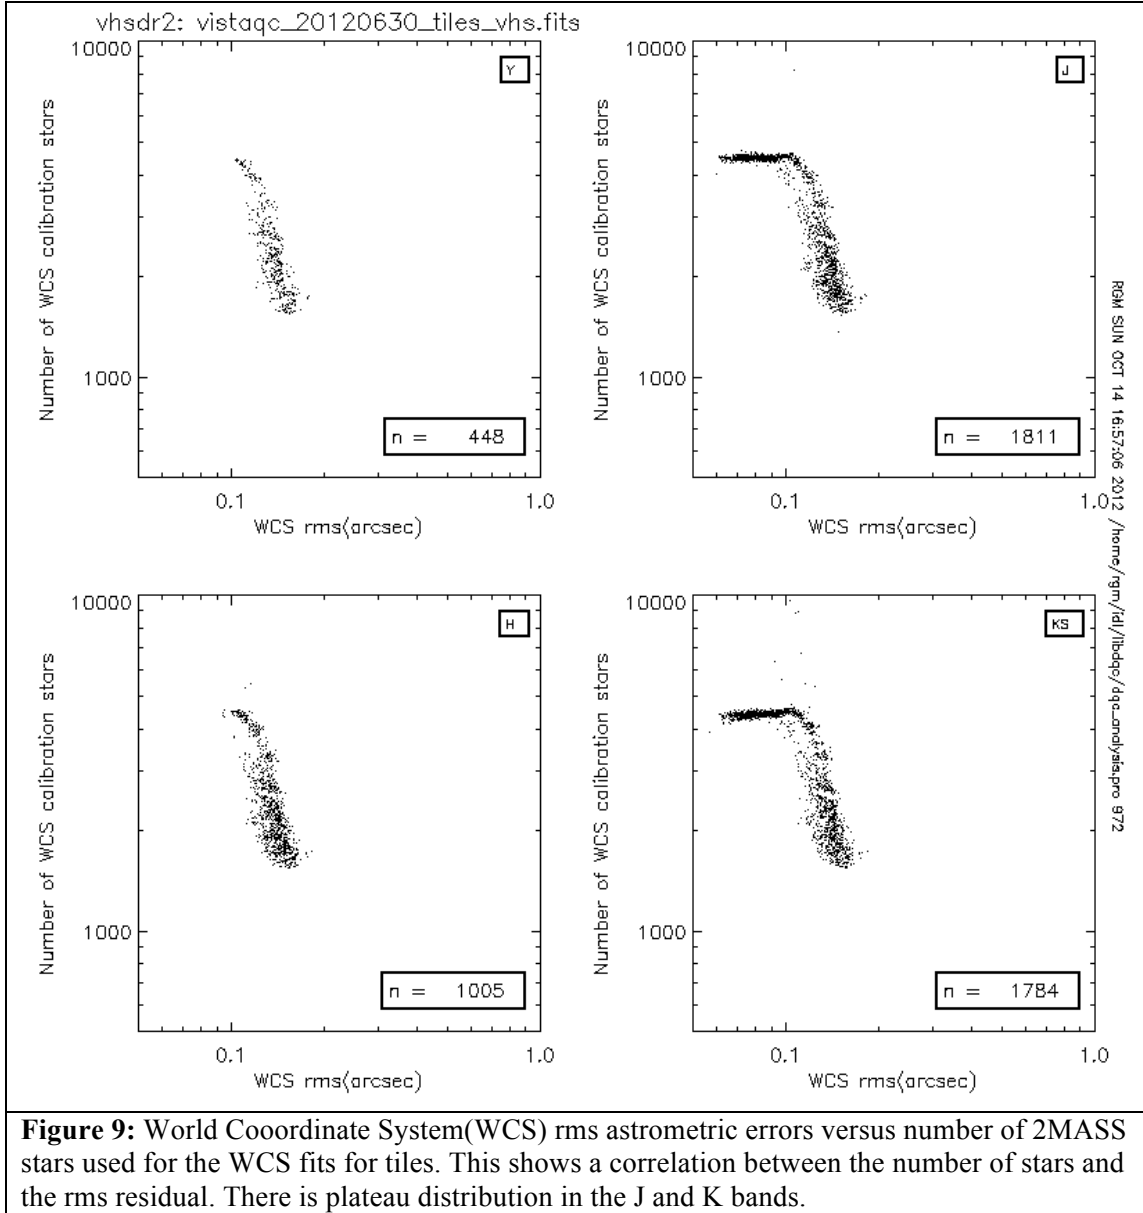 vhsdr2: vistaqc_20120630_tiles_vhs.fits
10000
1000
Number of WCS calibration stars
Y
n = 448
0.1 1.0
WCS rms(arcsec)
10000
1000
Number of WCS calibration stars
J
n = 1811
0.1 1.0
WCS rms(arcsec)
10000
1000
Number of WCS calibration stars
H
n = 1005
0.1 1.0
WCS rms(arcsec)
10000
1000
Number of WCS calibration stars
KS
n = 1784
0.1 1.0
WCS rms(arcsec)
RGM SUN OCT 14 16:57:06 2012 /home/rgm/idl/libdqc/dqc_analysis.pro 972
Figure 9: World Cooordinate System(WCS) rms astrometric errors versus number of 2MASS
stars used for the WCS fits for tiles. This shows a correlation between the number of stars and
the rms residual. There is plateau distribution in the J and K bands.